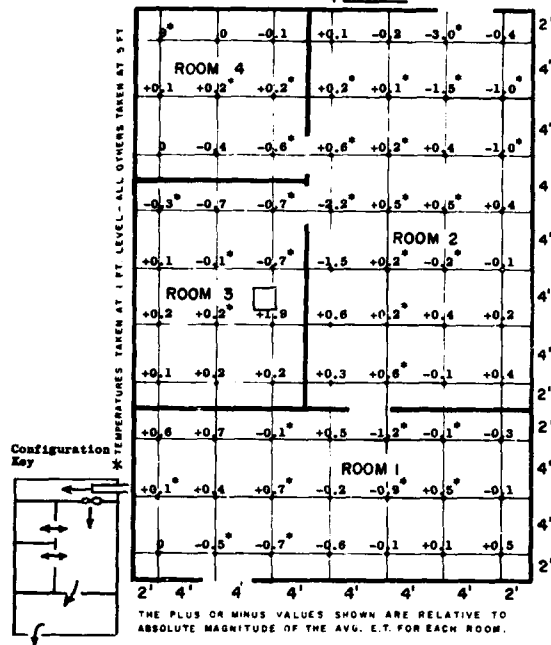 0* 0 -0.1* +0.1 -0.2 -3.0* -0.4 2'
ROOM 4 4'
+0.1 +0.2* +0.2* +0.2* +0.1* -1.5* -1.0*
4'
0 -0.4 -0.6* +0.6* +0.2* +0.4 -1.0*
4'
-0.3* -0.7 -0.7* -2.2* +0.5* +0.5* +0.4
ROOM 2 4'
+0.1 -0.1* -0.7* -1.5 +0.2* -0.2* -0.1
ROOM 3 4'
+0.2 +0.2* +1.9 +0.6 +0.2* +0.4 +0.2
4'
+0.1 +0.2 +0.2 +0.3 +0.6* -0.1 +0.4
2'
+0.6 +0.7 -0.1* +0.5 -1.2* -0.1* -0.3 2'
ROOM 1 4'
+0.1* +0.4 +0.7* -0.2 -0.9* +0.5* -0.1
4'
0 -0.5* -0.7* -0.6 -0.1 +0.1 +0.5
2'
2' 4' 4' 4' 4' 4' 2'
* TEMPERATURES TAKEN AT 1 FT LEVEL-ALL OTHERS TAKEN AT 5 FT
Configuration
Key
THE PLUS OR MINUS VALUES SHOWN ARE RELATIVE TO
ABSOLUTE MAGNITUDE OF THE AVG. E.T. FOR EACH ROOM.